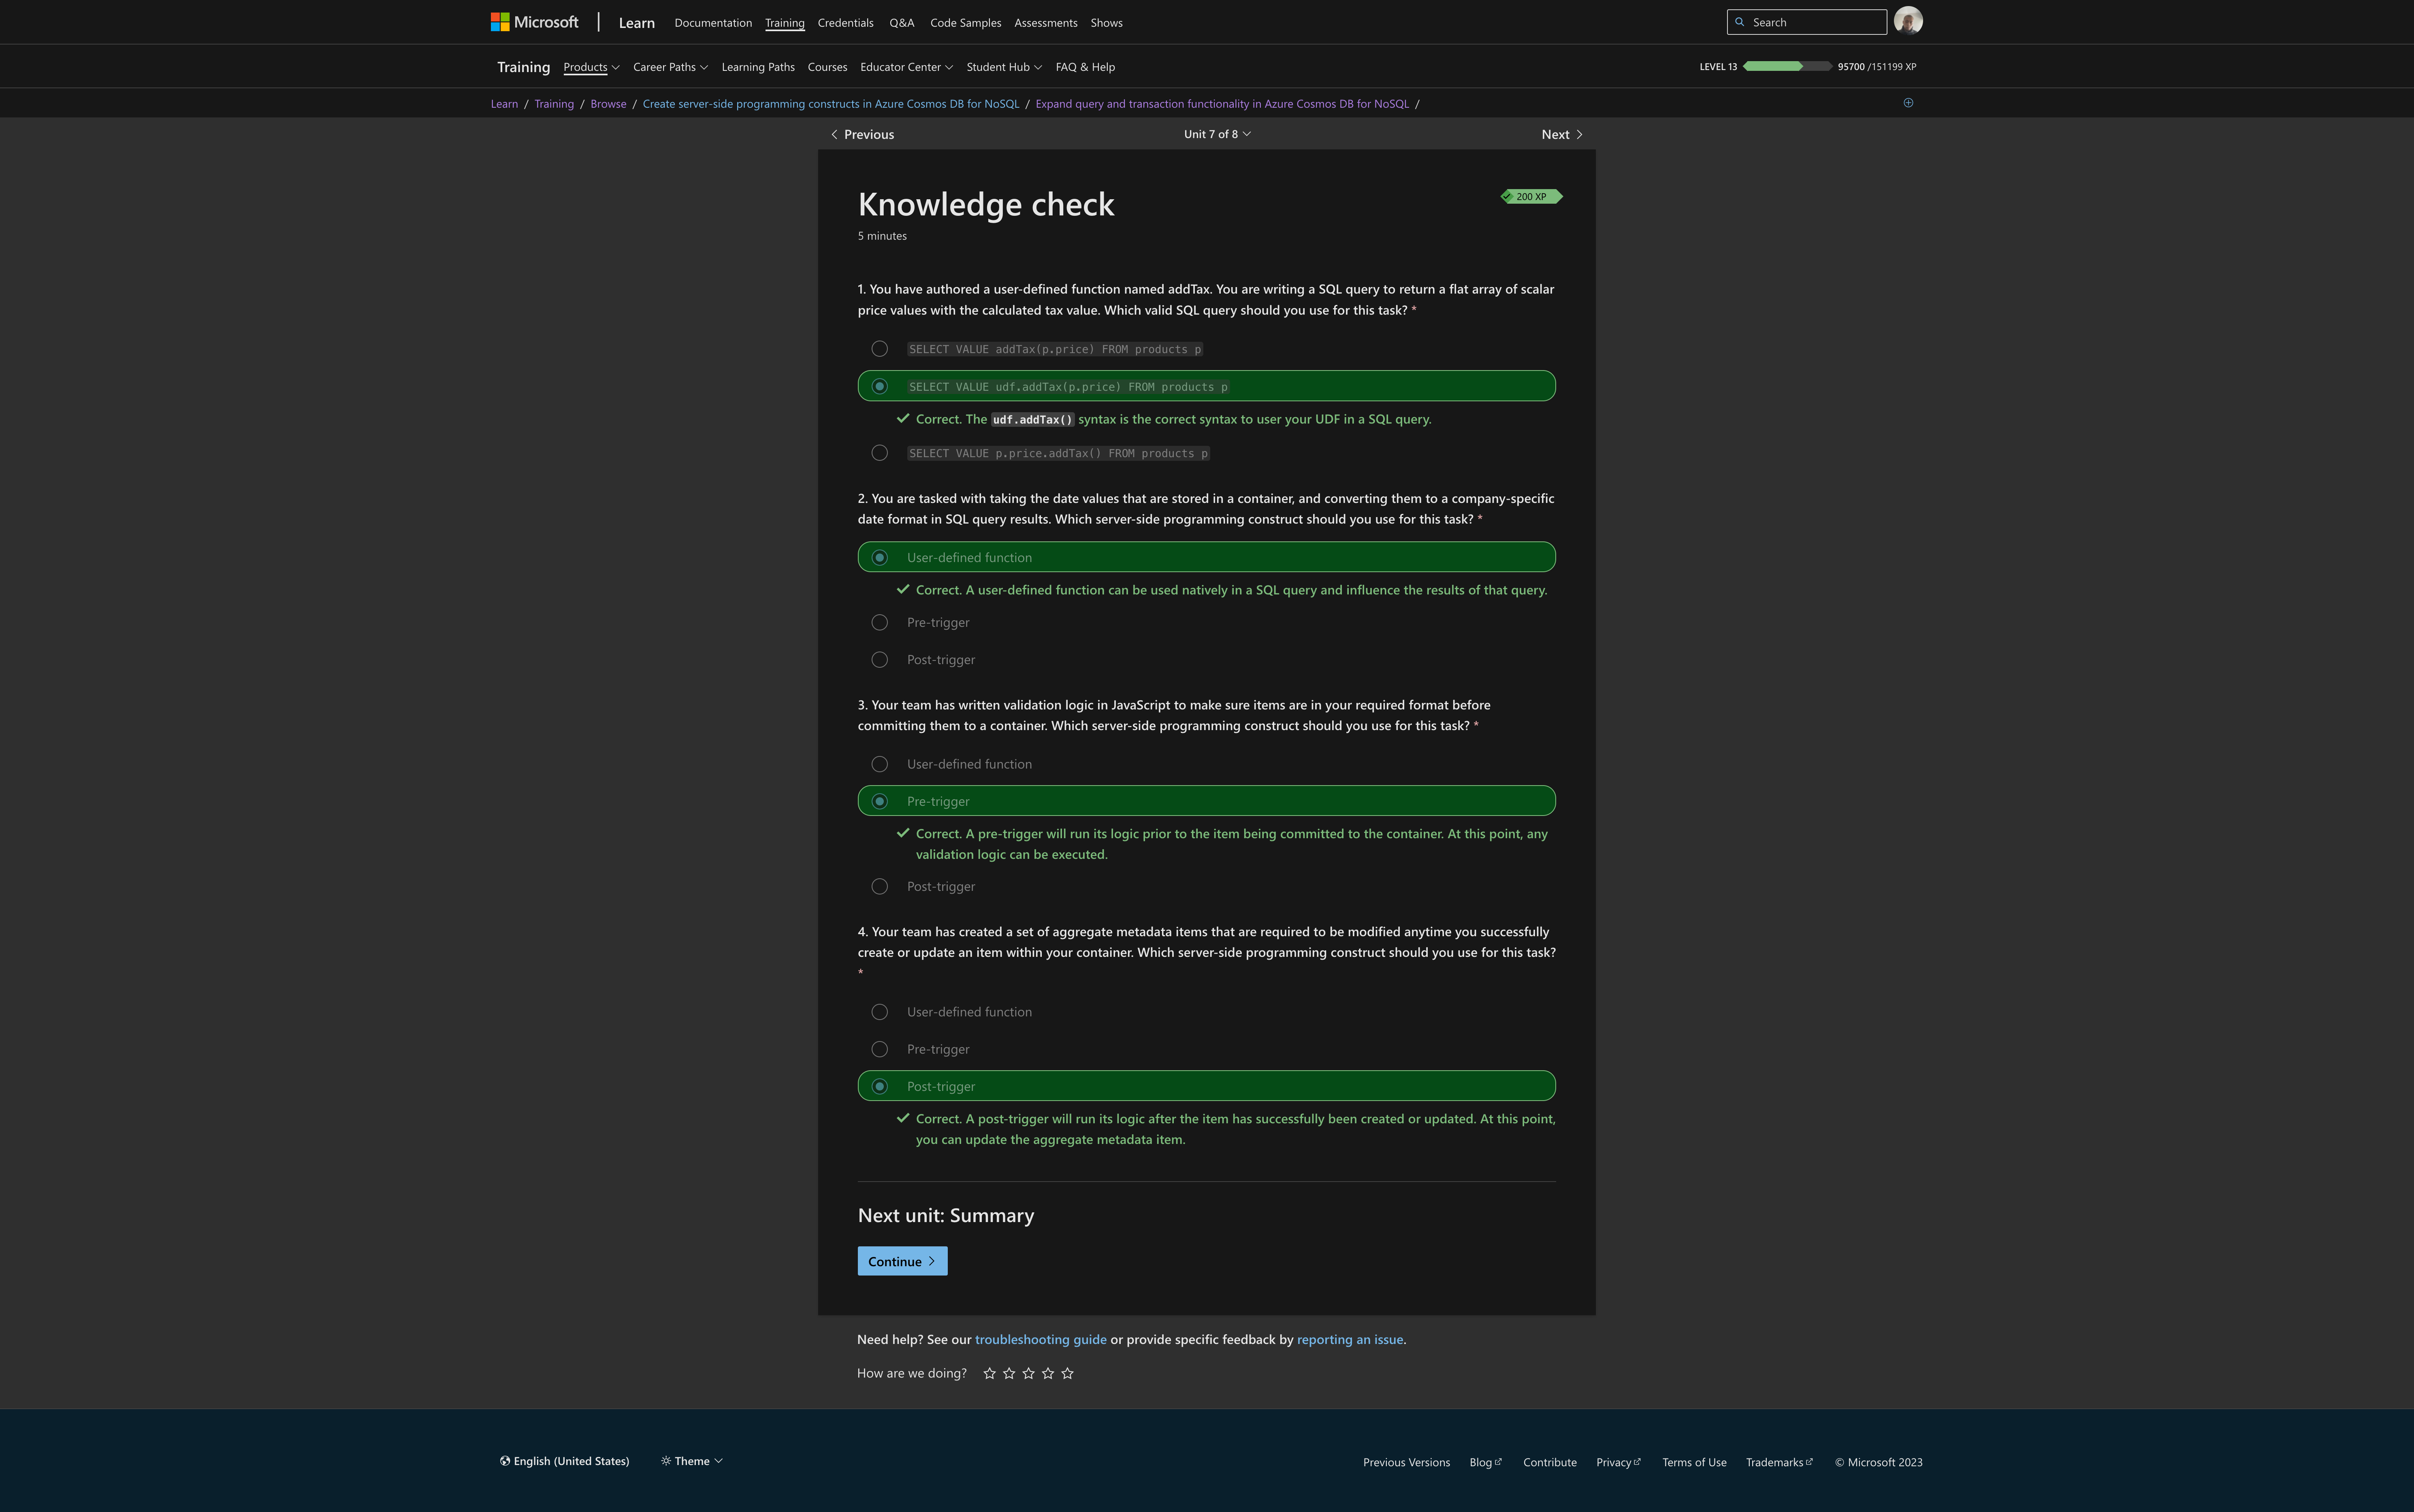 Microsoft
Learn
Documentation
Training
Credentials
Q&A
Code Samples
Assessments
Shows
Search
Training
Products
Career Paths
Learning Paths
Courses
Educator Center
Student Hub
FAQ & Help
LEVEL 13
95700 /151199 XP
Learn / Training / Browse / Create server-side programming constructs in Azure Cosmos DB for NoSQL / Expand query and transaction functionality in Azure Cosmos DB for NoSQL /
Previous
Unit 7 of 8
Next
Knowledge check
200 XP
5 minutes
1. You have authored a user-defined function named addTax. You are writing a SQL query to return a flat array of scalar
price values with the calculated tax value. Which valid SQL query should you use for this task? *
SELECT VALUE addTax(p.price) FROM products p
SELECT VALUE udf.addTax(p.price) FROM products p
Correct. The udf.addTax() syntax is the correct syntax to user your UDF in a SQL query.
SELECT VALUE p.price.addTax() FROM products p
2. You are tasked with taking the date values that are stored in a container, and converting them to a company-specific
date format in SQL query results. Which server-side programming construct should you use for this task? *
User-defined function
Correct. A user-defined function can be used natively in a SQL query and influence the results of that query.
Pre-trigger
Post-trigger
3. Your team has written validation logic in JavaScript to make sure items are in your required format before
committing them to a container. Which server-side programming construct should you use for this task? *
User-defined function
Pre-trigger
Correct. A pre-trigger will run its logic prior to the item being committed to the container. At this point, any
validation logic can be executed.
Post-trigger
4. Your team has created a set of aggregate metadata items that are required to be modified anytime you successfully
create or update an item within your container. Which server-side programming construct should you use for this task?
*
User-defined function
Pre-trigger
Post-trigger
Correct. A post-trigger will run its logic after the item has successfully been created or updated. At this point,
you can update the aggregate metadata item.
Next unit: Summary
Continue
Need help? See our troubleshooting guide or provide specific feedback by reporting an issue.
How are we doing?
English (United States)
Theme
Previous Versions
Blog
Contribute
Privacy
Terms of Use
Trademarks
© Microsoft 2023